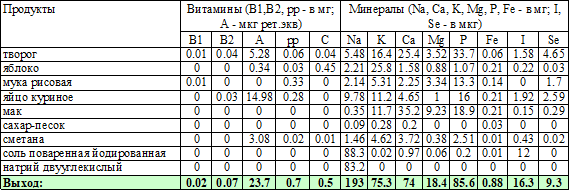 Продукты Витамины (B1,B2, pp - в мг; Минералы (Na, Ca, K, Mg, P, Fe - в мг; I,
A - мкг рет.экв) Se - в мкг)
B1 B2 A pp C Na K Ca Mg P Fe I Se
творог 0.01 0.04 5.28 0.06 0.04 5.48 16.4 25.4 3.52 33.7 0.06 1.58 4.65
яблоко 0 0 0.34 0.03 0.45 2.21 25.8 1.58 0.88 1.07 0.21 0.22 0.03
мука рисовая 0.01 0 0 0.33 0 2.14 5.31 2.25 3.34 13.3 0.14 0 1.7
яйцо куриное 0 0.03 14.98 0.28 0 9.78 11.2 4.65 1 16 0.21 1.92 2.59
мак 0 0 0 0 0 0.35 11.7 35.2 9.23 18.9 0.21 0.15 0.29
сахар-песок 0 0 0 0 0 0.09 0.28 0.2 0 0 0.03 0 0
сметана 0 0 3.08 0.02 0.01 1.46 4.62 3.72 0.38 2.51 0.01 0.43 0.02
соль поваренная йодированная 0 0 0 0 0 88.3 0.02 0.97 0.06 0.2 0.01 12 0
натрий двууглекислый 0 0 0 0 0 83.2 0 0 0 0 0 0 0
Выход: 0.02 0.07 23.7 0.7 0.5 193 75.3 74 18.4 85.6 0.88 16.3 9.3